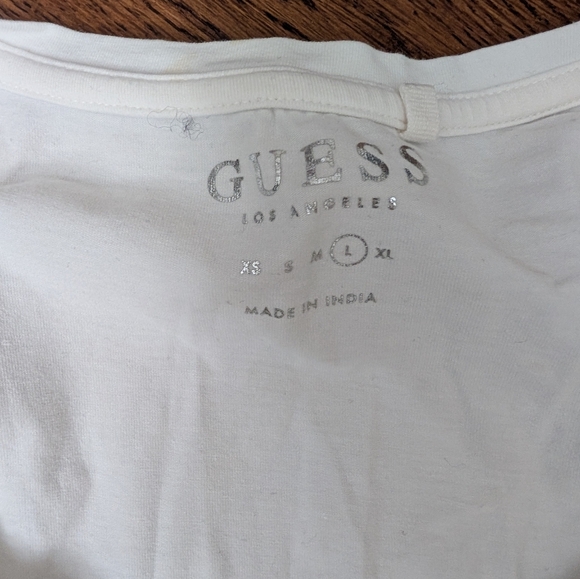 GUESS
LOS ANGELES
XS S M L XL
MADE IN INDIA